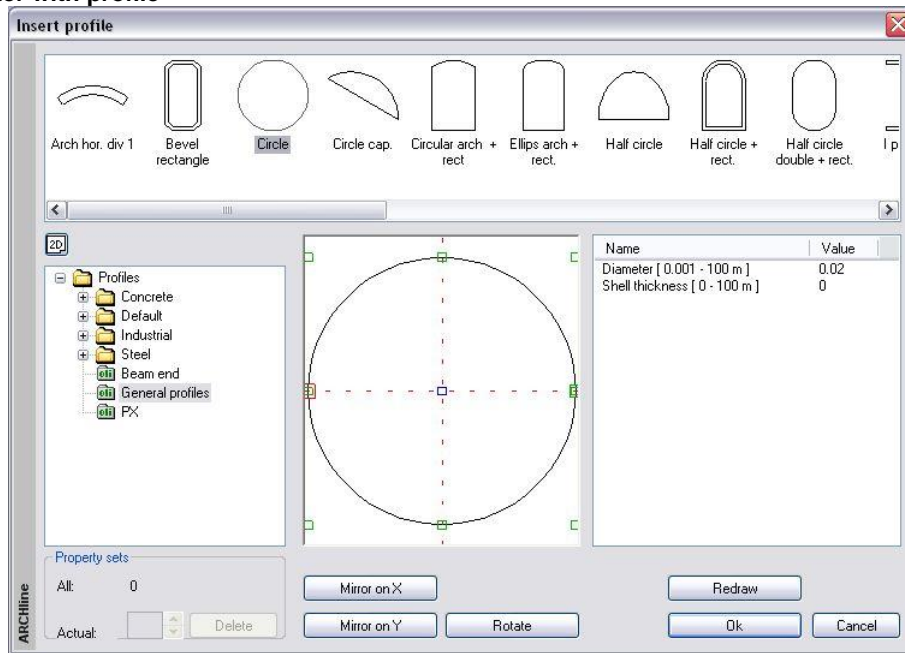 with profile
Insert profile
Arch hor. div 1
Bevel
rectangle
Circle
Circle cap.
Circular arch +
rect
Ellips arch +
rect.
Half circle
Half circle +
rect.
Half circle
double + rect.
I p
2D
Profiles
Concrete
Default
Industrial
Steel
Beam end
General profiles
PX
Name Value
Diameter [ 0.001 - 100 m ] 0.02
Shell thickness [ 0 - 100 m ] 0
Property sets
All: 0
Actual:
Delete
Mirror on X
Mirror on Y
Rotate
Redraw
Ok
Cancel
ARCHline